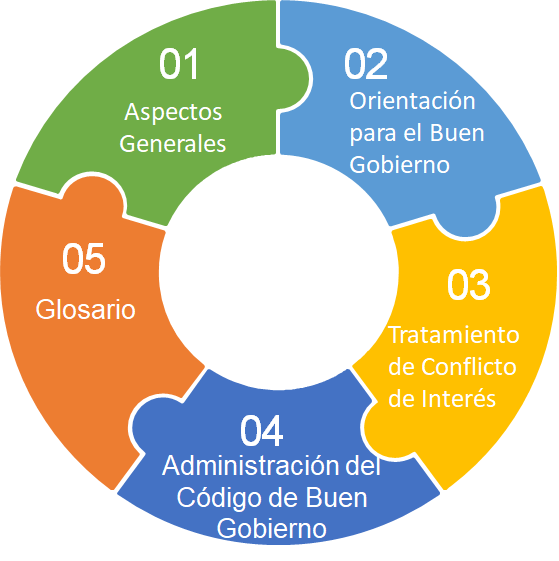 01
Aspectos
Generales
02
Orientación
para el Buen
Gobierno
03
Tratamiento
de Conflicto
de Interés
04
Administración del
Código de Buen
Gobierno
05
Glosario